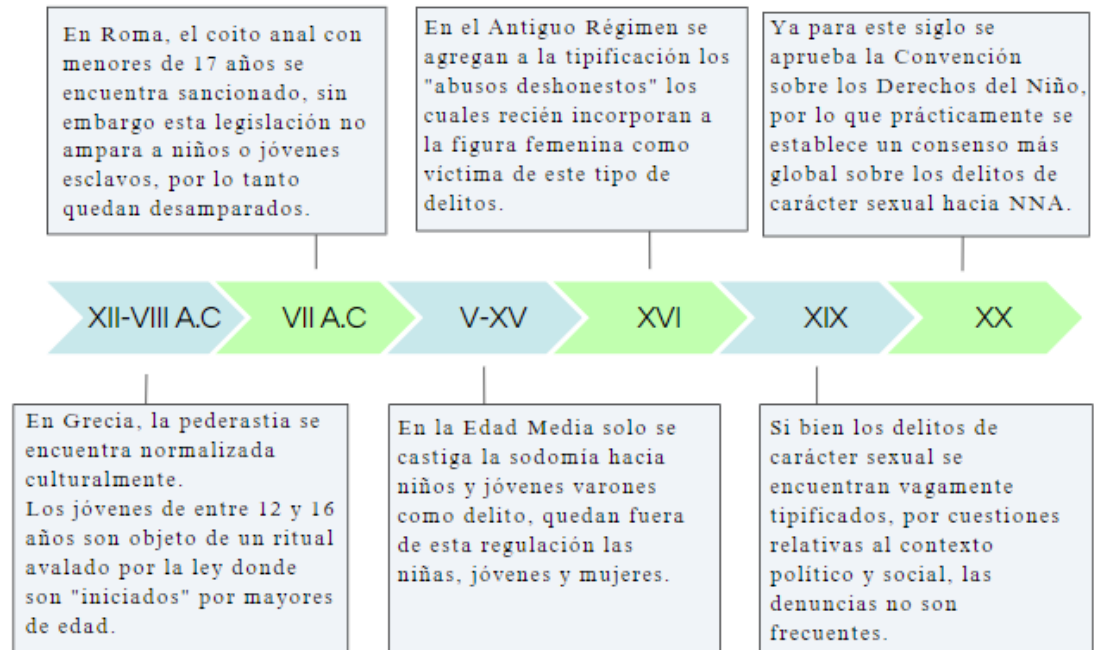 En Roma, el coito anal con
menores de 17 años se
encuentra sancionado, sin
embargo esta legislación no
ampara a niños o jóvenes
esclavos, por lo tanto
quedan desamparados.
En el Antiguo Régimen se
agregan a la tipificación los
"abusos deshonestos" los
cuales recién incorporan a
la figura femenina como
víctima de este tipo de
delitos.
Ya para este siglo se
aprueba la Convención
sobre los Derechos del Niño,
por lo que prácticamente se
establece un consenso más
global sobre los delitos de
carácter sexual hacia NNA.
XII-VIII A.C
VII A.C
V-XV
XVI
XIX
XX
En Grecia, la pederastia se
encuentra normalizada
culturalmente.
Los jóvenes de entre 12 y 16
años son objeto de un ritual
avalado por la ley donde
son "iniciados" por mayores
de edad.
En la Edad Media solo se
castiga la sodomía hacia
niños y jóvenes varones
como delito, quedan fuera
de esta regulación las
niñas, jóvenes y mujeres.
Si bien los delitos de
carácter sexual se
encuentran vagamente
tipificados, por cuestiones
relativas al contexto
político y social, las
denuncias no son
frecuentes.